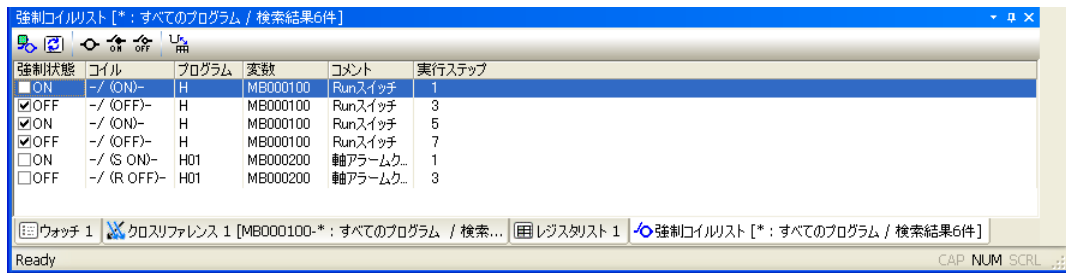 強制コイルリスト [* : すべてのプログラム / 検索結果6件]
ON OFF
強制状態 コイル プログラム 変数 コメント 実行ステップ
ON -/ (ON)- H MB000100 Runスイッチ 1
OFF -/ (OFF)- H MB000100 Runスイッチ 3
ON -/ (ON)- H MB000100 Runスイッチ 5
OFF -/ (OFF)- H MB000100 Runスイッチ 7
ON -/ (S ON)- H01 MB000200 軸アラームク... 1
OFF -/ (R OFF)- H01 MB000200 軸アラームク... 3
ウォッチ 1 クロスリファレンス 1 [MB000100-* : すべてのプログラム / 検索... レジスタリスト 1 強制コイルリスト [* : すべてのプログラム / 検索結果6件]
Ready CAP NUM SCRL